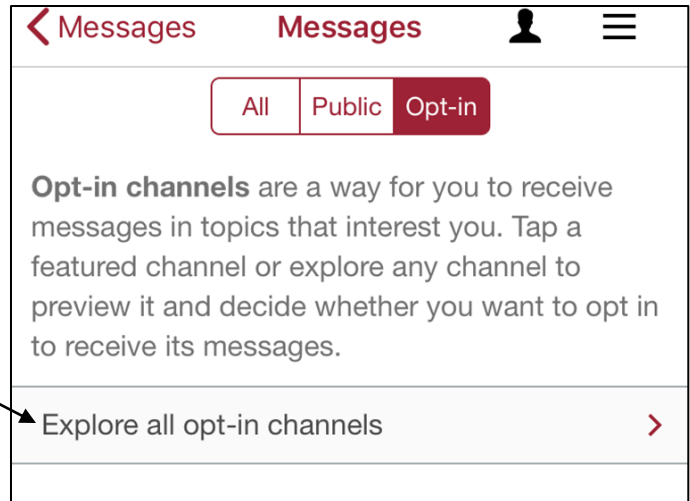 Messages Messages
All Public Opt-in
Opt-in channels are a way for you to receive
messages in topics that interest you. Tap a
featured channel or explore any channel to
preview it and decide whether you want to opt in
to receive its messages.
Explore all opt-in channels